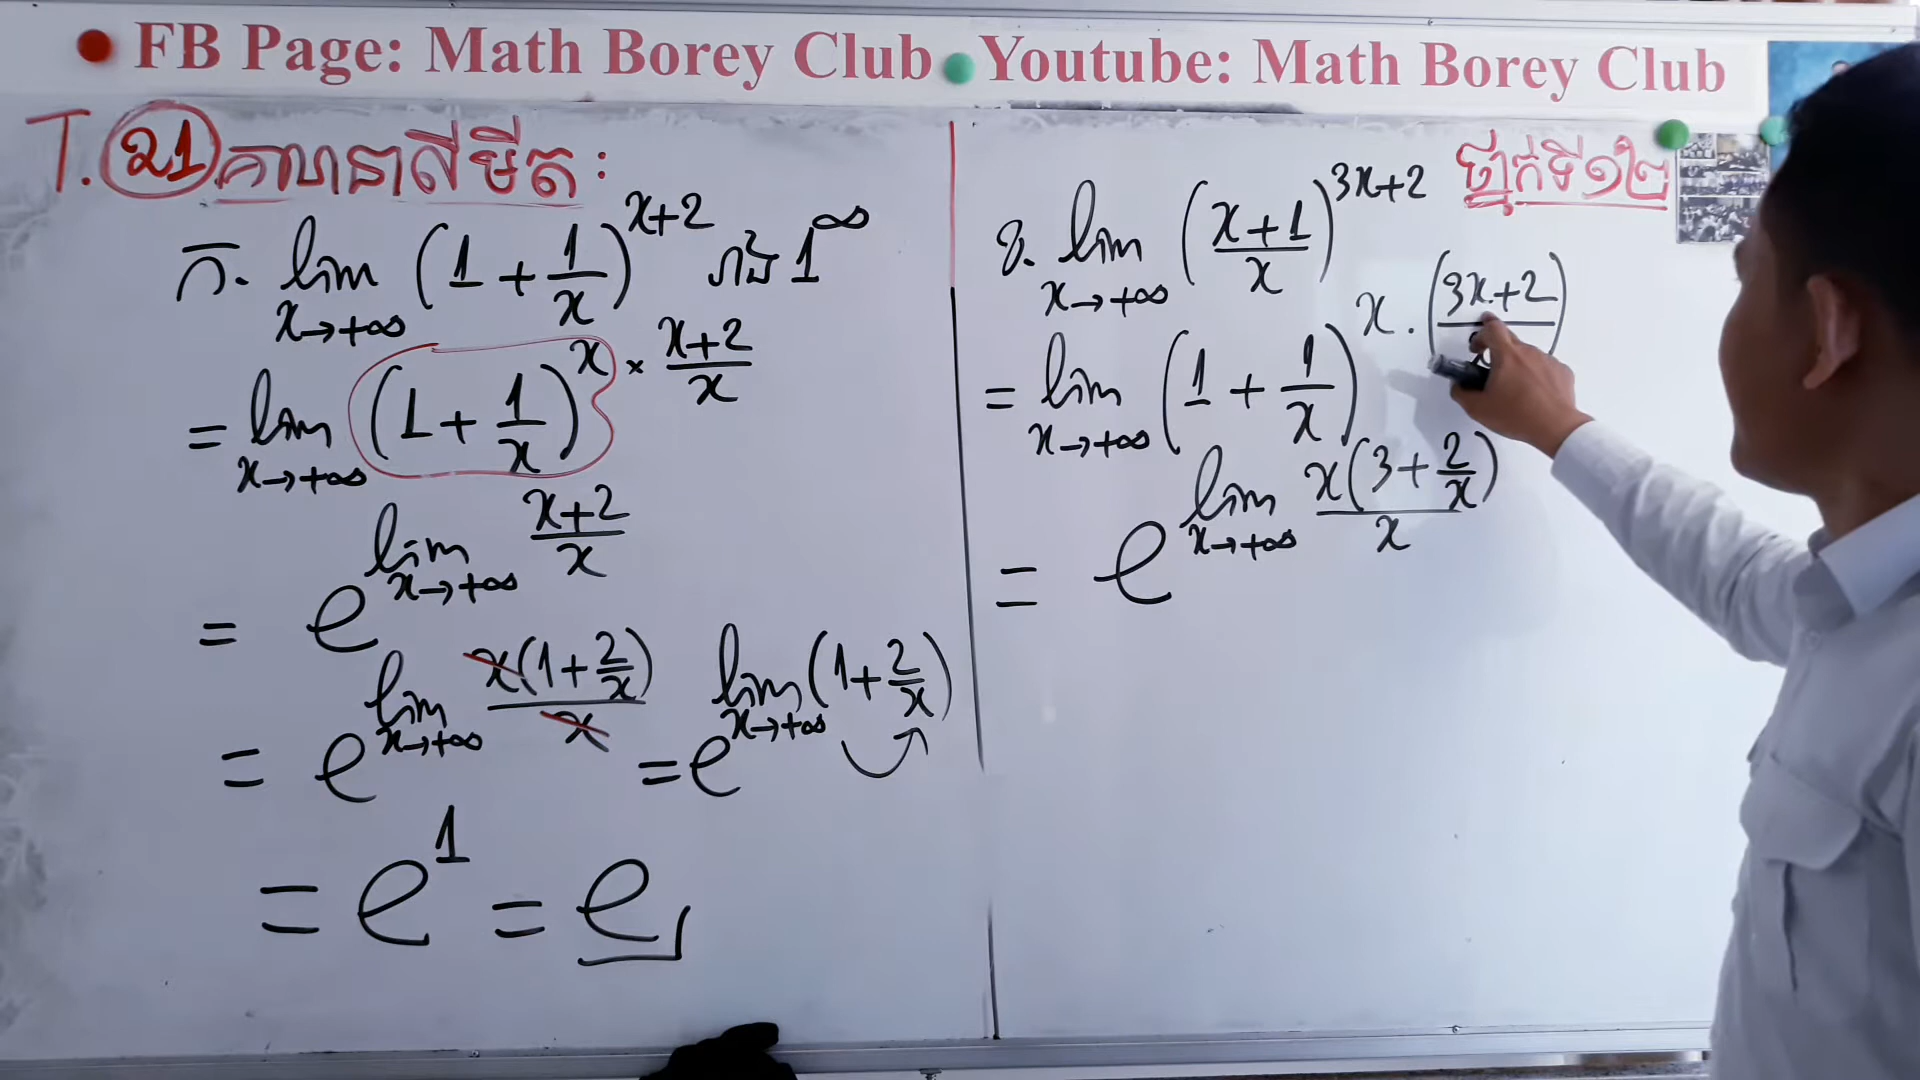 FB Page: Math Borey Club Youtube: Math Borey Club
T. 21 គណនាលីមីត :
ក. lim x→+∞ (1 + 1/x)^(x+2) រាង 1^∞
= lim x→+∞ (1 + 1/x)^(x × (x+2)/x)
= e^(lim x→+∞ (x+2)/x)
= e^(lim x→+∞ x(1+2/x)/x) = e^(lim x→+∞ (1+2/x))
= e^1 = e
ថ្នាក់ទី១២
ខ. lim x→+∞ ((x+1)/x)^(3x+2)
= lim x→+∞ (1 + 1/x)^(x·((3x+2)/x))
= e^(lim x→+∞ x(3+2/x)/x)